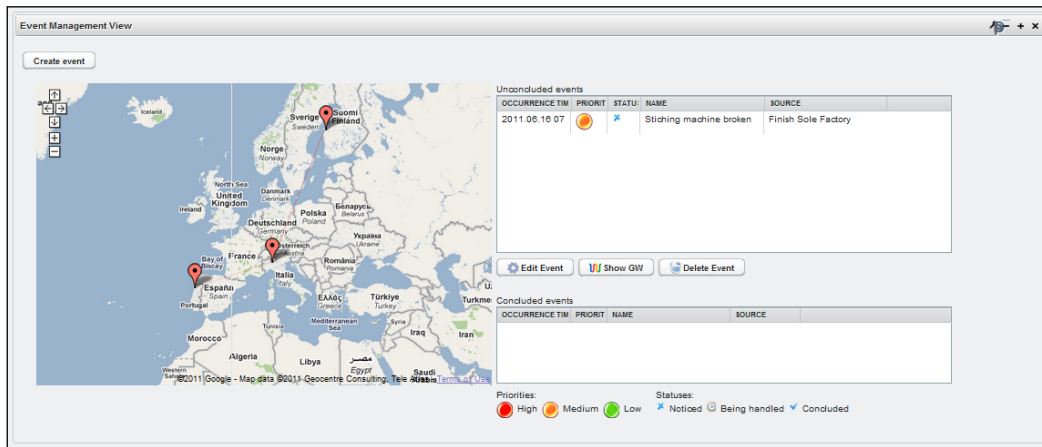 Event Management View
Create event
Unconcluded events
OCCURRENCE TIM PRIORIT STATU: NAME SOURCE
2011.06.16 07 Stiching machine broken Finish Sole Factory
Edit Event Show GW Delete Event
Concluded events
OCCURRENCE TIM PRIORIT NAME SOURCE
Priorities: Statuses:
High Medium Low Noticed Being handled Concluded
Iceland
Sverige Suomi
Sweden Finland
Norge
Norway
North Sea
United
Kingdom
Ireland
Danmark
Denmark
Polska
Poland
Беларусь
Belarus
Deutschland
Germany
Україна
Ukraine
Österreich
Austria
France
Bay of
Biscay
România
Romania
Italia
Italy
España
Spain
Portugal
Ελλάς
Greece
Türkiye
Turkey
Turkme
Mediterranean
Sea
Tunisia
Syria
Iraq
Iran
Morocco
Algeria
Libya
مصر
Egypt
Saudi
Western
©2011 Google - Map data ©2011 Geocentre Consulting, Tele Atlas - Terms of Use